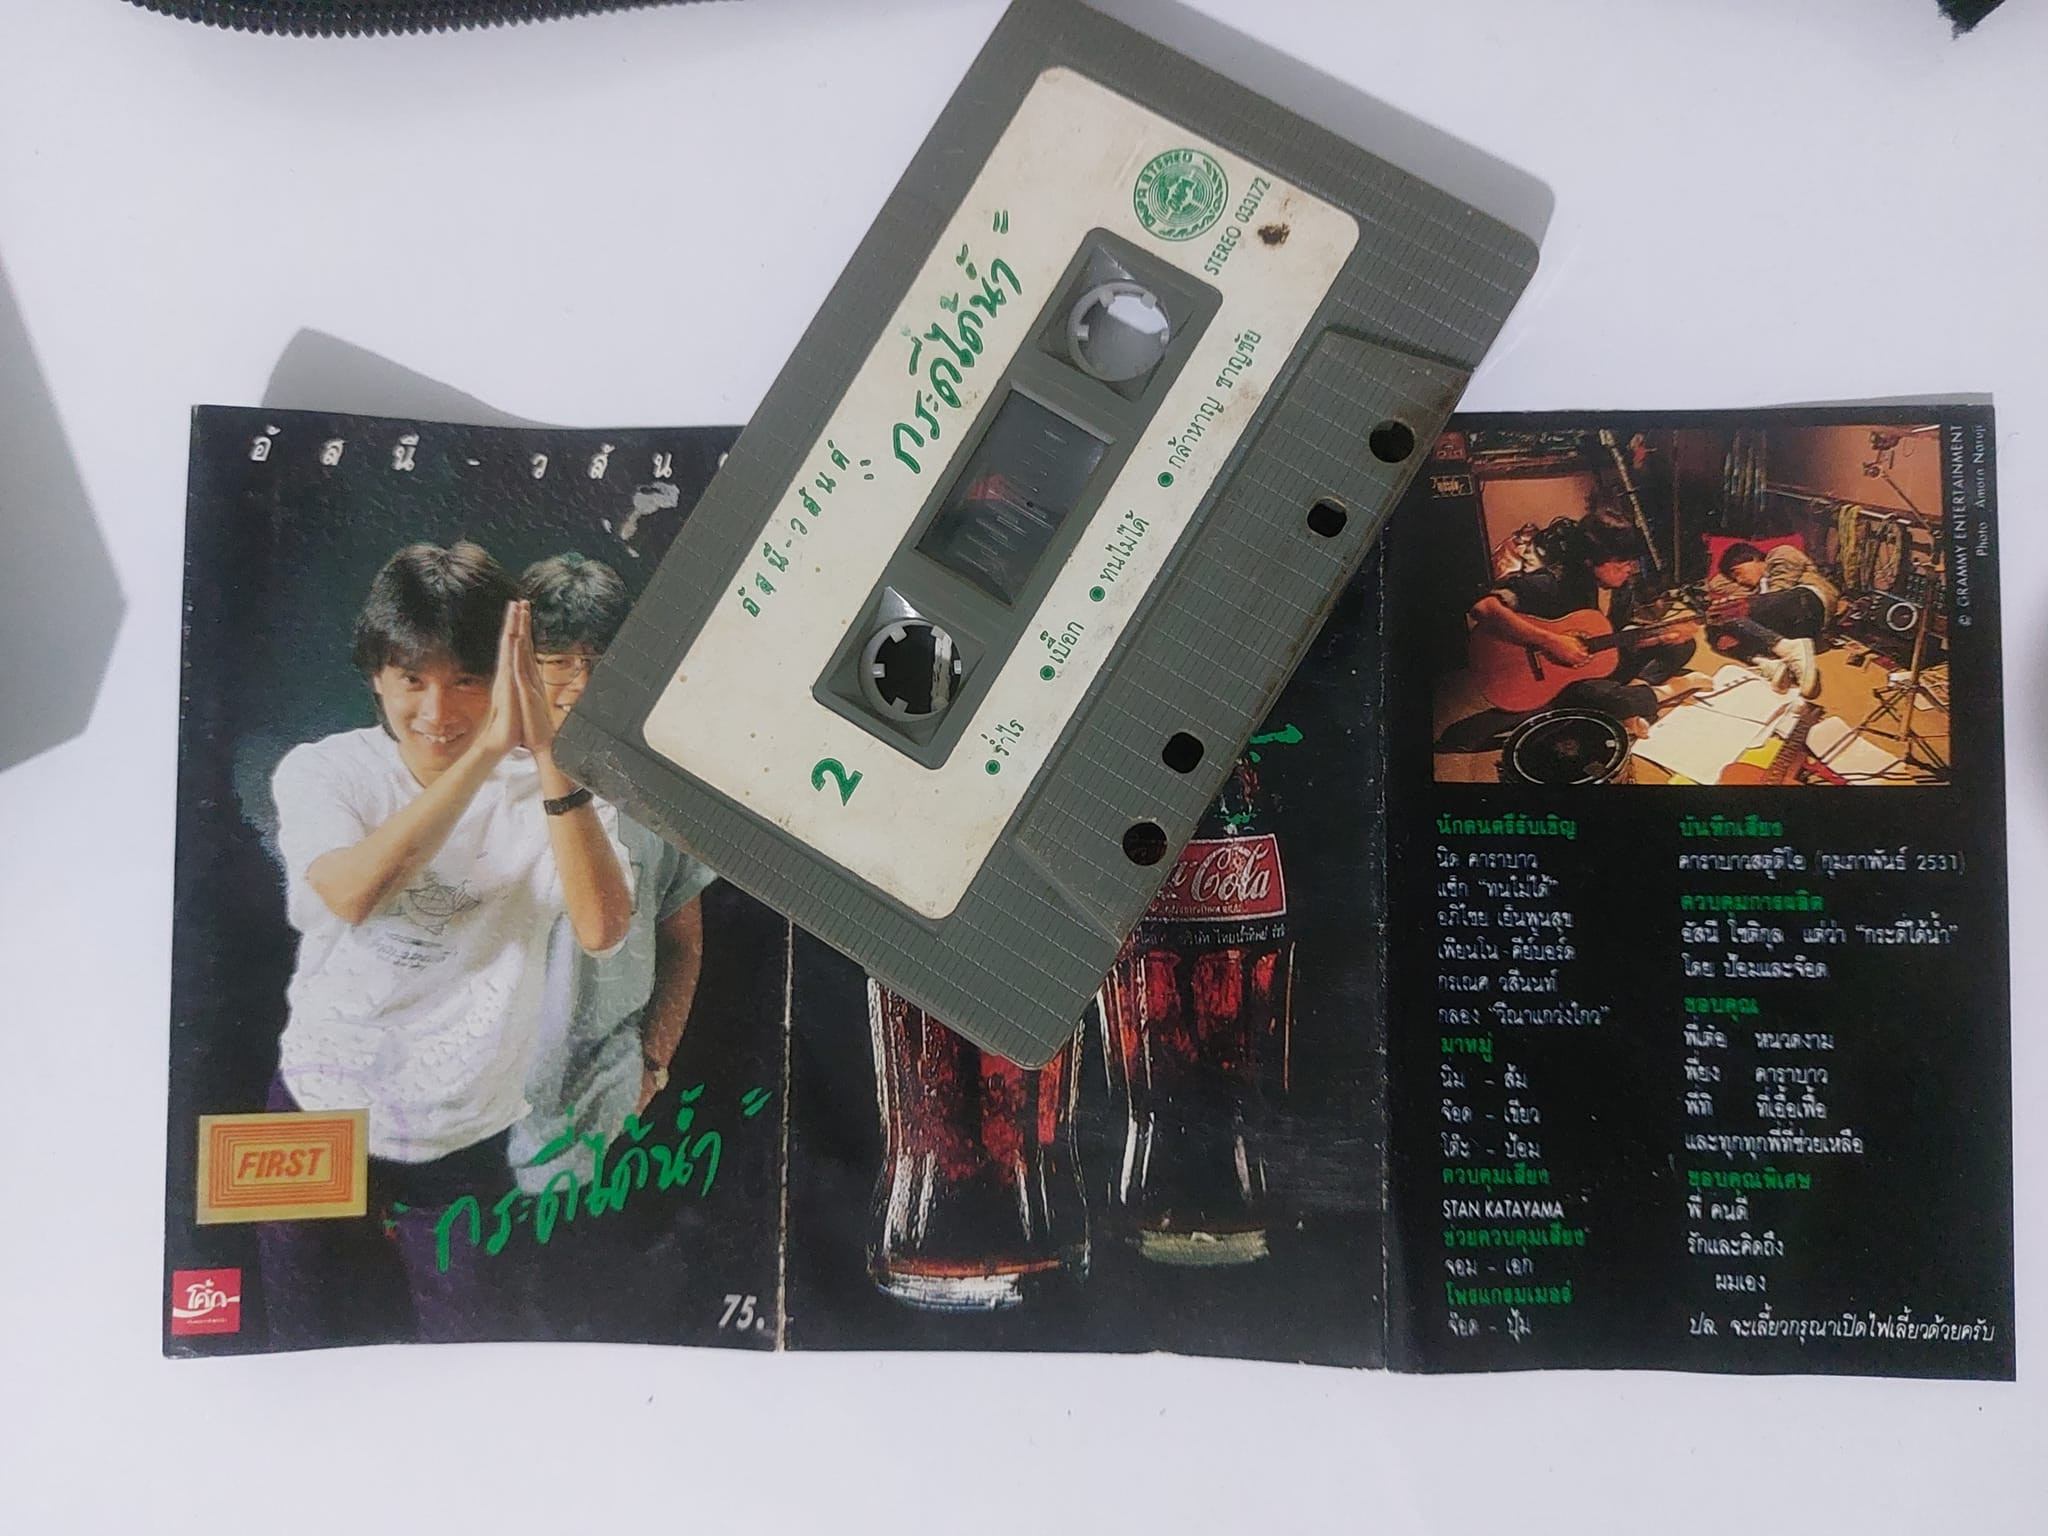 อัสนี - วสัน
FIRST
"กระดี่ได้น้ำ"
โค้ก
75.
อัสนี-วสันต์
"กระดี่ได้น้ำ"
DNPA STEREO
STEREO 033172
2
• ร่ำไร
• เบื่อก
• ทนไม่ได้
• กล้าหาญ ชาญชัย
Cola
© GRAMMY ENTERTAINMENT
Photo Amorn
นักดนตรีรับเชิญ
นิด คาราบาว
แซ็ก "ทนไม่ได้"
อภิไชย เย็นพูนสุข
เพียนโน - คีย์บอร์ด
กรเณศ วสีนนท์
กลอง "วีณาแกว่งไกว"
มาหมู่
นิ่ม - ส้ม
จ๊อด - เขียว
โต๊ะ - ป้อม
ควบคุมเสียง
STAN KATAYAMA
ช่วยควบคุมเสียง
จอม - เอก
โพรแกรมเมอร์
จ๊อด - ปุ้ม
บันทึกเสียง
คาราบาวสตูดิโอ (กุมภาพันธ์ 2531)
ควบคุมการผลิต
อัสนี โชติกุล แต่ว่า "กระดี่ได้น้ำ"
โดย ป้อมและจ๊อด
ขอบคุณ
พี่เต๋อ หนวดงาม
พี่ยง คาราบาว
พี่ที ที่เอื้อเฟื้อ
และทุกทุกพี่ที่ช่วยเหลือ
ขอบคุณพิเศษ
พี่ คนดี
รักและคิดถึง
ผมเอง
ปล. จะเลี้ยวกรุณาเปิดไฟเลี้ยวด้วยครับ